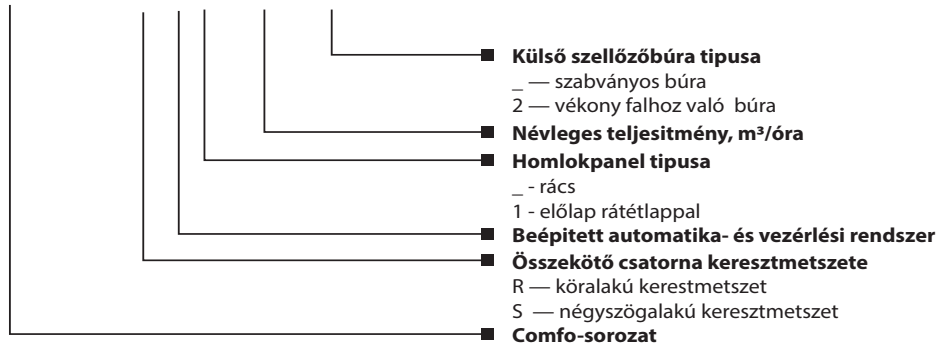 Külső szellőzőbúra tipusa
_ — szabványos búra
2 — vékony falhoz való búra
Névleges teljesitmény, m³/óra
Homlokpanel tipusa
_ - rács
1 - előlap rátétlappal
Beépitett automatika- és vezérlési rendszer
Összekötő csatorna keresztmetszete
R — köralakú kerestmetszet
S — négyszögalakú keresztmetszet
Comfo-sorozat